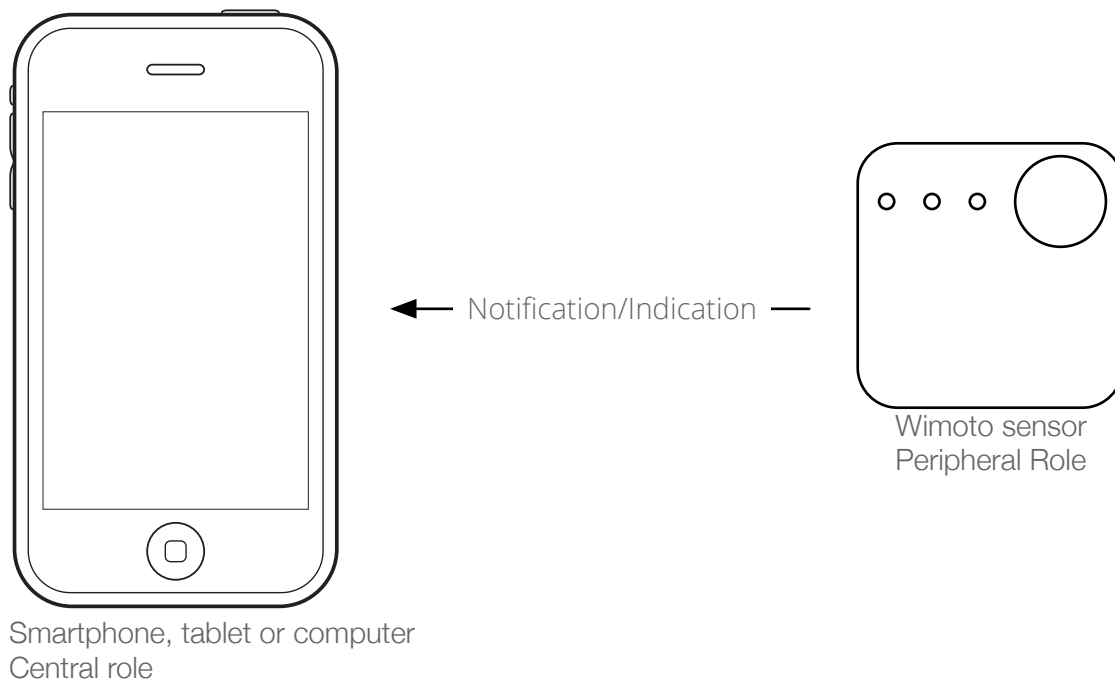 Notification/Indication
Wimoto sensor
Peripheral Role
Smartphone, tablet or computer
Central role